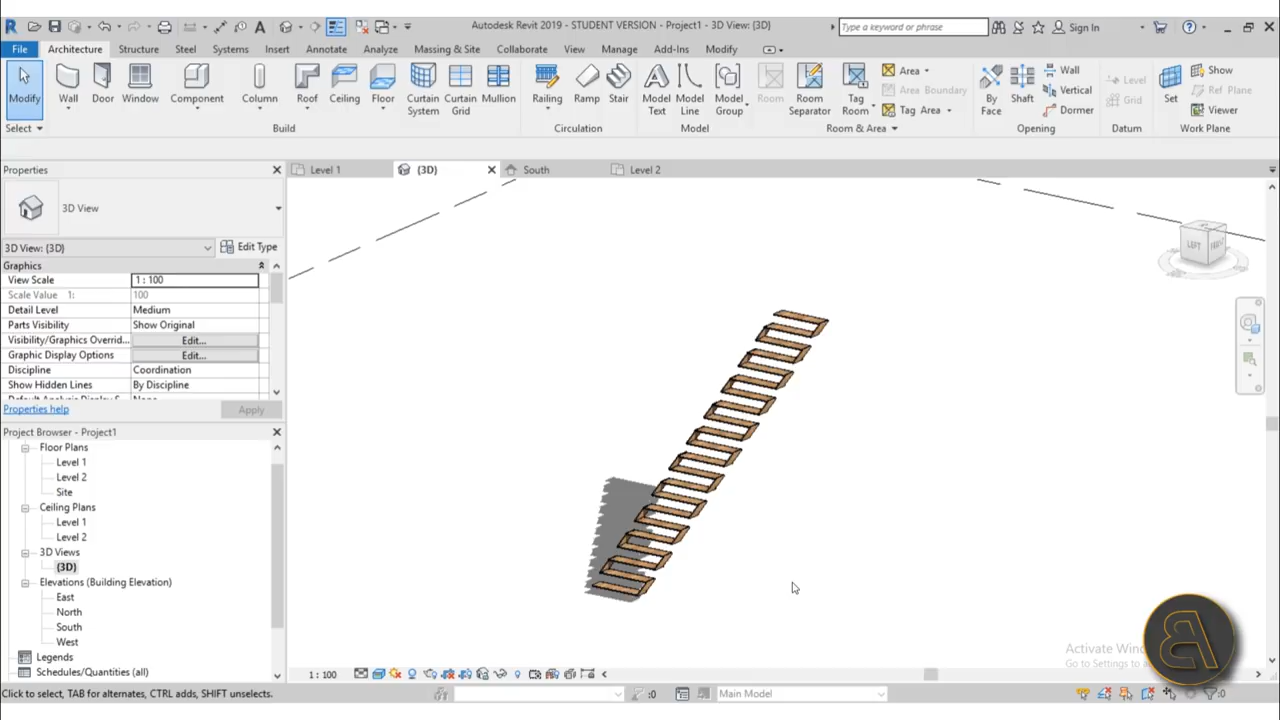 Autodesk Revit 2019 - STUDENT VERSION - Project1 - 3D View: {3D}
Type a keyword or phrase
Sign In
File Architecture Structure Steel Systems Insert Annotate Analyze Massing & Site Collaborate View Manage Add-Ins Modify
Modify Wall Door Window Component Column Roof Ceiling Floor Curtain System Curtain Grid Mullion Railing Ramp Stair Model Text Model Line Model Group Room Room Separator Tag Room
Area
Area Boundary
Tag Area
By Face Shaft
Wall
Vertical
Dormer
Level
Grid
Set
Show
Ref Plane
Viewer
Select Build Circulation Model Room & Area Opening Datum Work Plane
Properties
Level 1 {3D} South Level 2
3D View
3D View: {3D} Edit Type
Graphics
View Scale 1 : 100
Scale Value 1: 100
Detail Level Medium
Parts Visibility Show Original
Visibility/Graphics Overrid... Edit...
Graphic Display Options Edit...
Discipline Coordination
Show Hidden Lines By Discipline
Properties help Apply
Project Browser - Project1
Floor Plans
Level 1
Level 2
Site
Ceiling Plans
Level 1
Level 2
3D Views
{3D}
Elevations (Building Elevation)
East
North
South
West
Legends
Schedules/Quantities (all)
LEFT
1 : 100
Click to select, TAB for alternates, CTRL adds, SHIFT unselects.
:0
Main Model
:0